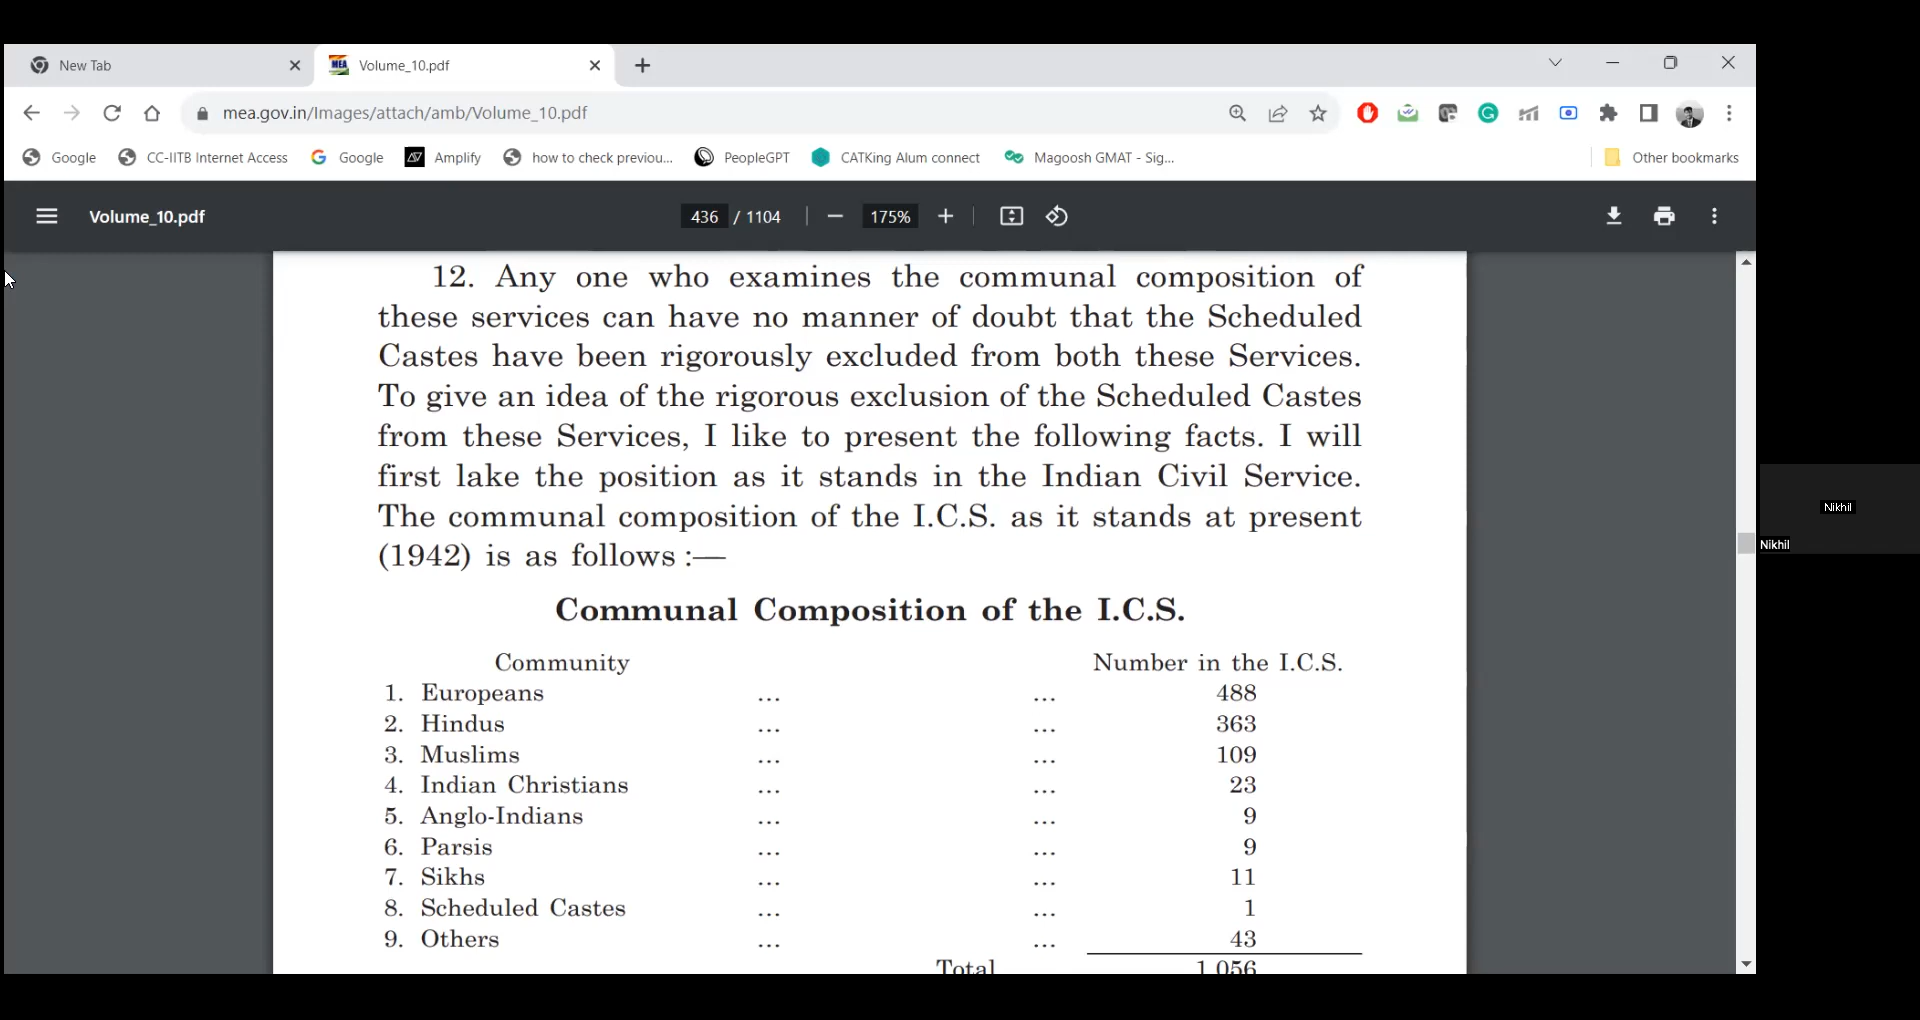 New Tab
Volume_10.pdf
mea.gov.in/Images/attach/amb/Volume_10.pdf
Google CC-IITB Internet Access Google Amplify how to check previou... PeopleGPT CATKing Alum connect Magoosh GMAT - Sig... Other bookmarks
Volume_10.pdf 436 / 1104 175%
12. Any one who examines the communal composition of
these services can have no manner of doubt that the Scheduled
Castes have been rigorously excluded from both these Services.
To give an idea of the rigorous exclusion of the Scheduled Castes
from these Services, I like to present the following facts. I will
first lake the position as it stands in the Indian Civil Service.
The communal composition of the I.C.S. as it stands at present
(1942) is as follows :—
Communal Composition of the I.C.S.
Community Number in the I.C.S.
1. Europeans ... ... 488
2. Hindus ... ... 363
3. Muslims ... ... 109
4. Indian Christians ... ... 23
5. Anglo-Indians ... ... 9
6. Parsis ... ... 9
7. Sikhs ... ... 11
8. Scheduled Castes ... ... 1
9. Others ... ... 43
Total 1,056
Nikhil
Nikhil